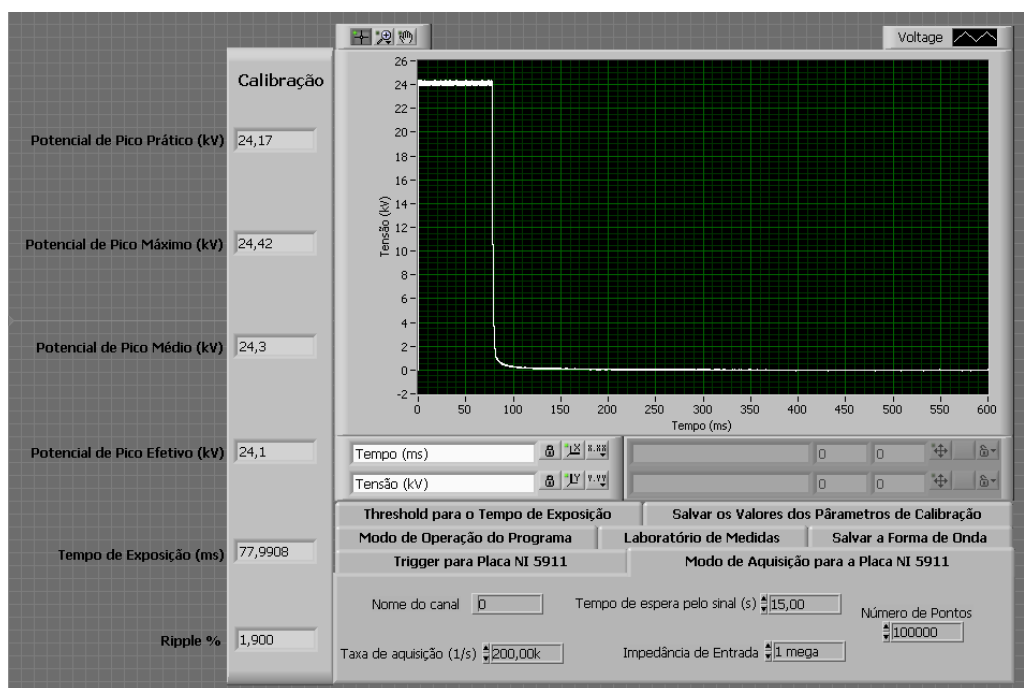 Voltage
Calibração
Potencial de Pico Prático (kV) 24,17
Potencial de Pico Máximo (kV) 24,42
Potencial de Pico Médio (kV) 24,3
Potencial de Pico Efetivo (kV) 24,1
Tempo de Exposição (ms) 77,9908
Ripple % 1,900
Tensão (kV)
26
24
22
20
18
16
14
12
10
8
6
4
2
0
-2
0 50 100 150 200 250 300 350 400 450 500 550 600
Tempo (ms)
Tempo (ms) X.XX 0 0
Tensão (kV) Y.YY 0 0
Threshold para o Tempo de Exposição Salvar os Valores dos Pârametros de Calibração
Modo de Operação do Programa Laboratório de Medidas Salvar a Forma de Onda
Trigger para Placa NI 5911 Modo de Aquisição para a Placa NI 5911
Nome do canal 0 Tempo de espera pelo sinal (s) 15,00 Número de Pontos
100000
Taxa de aquisição (1/s) 200,00k Impedância de Entrada 1 mega